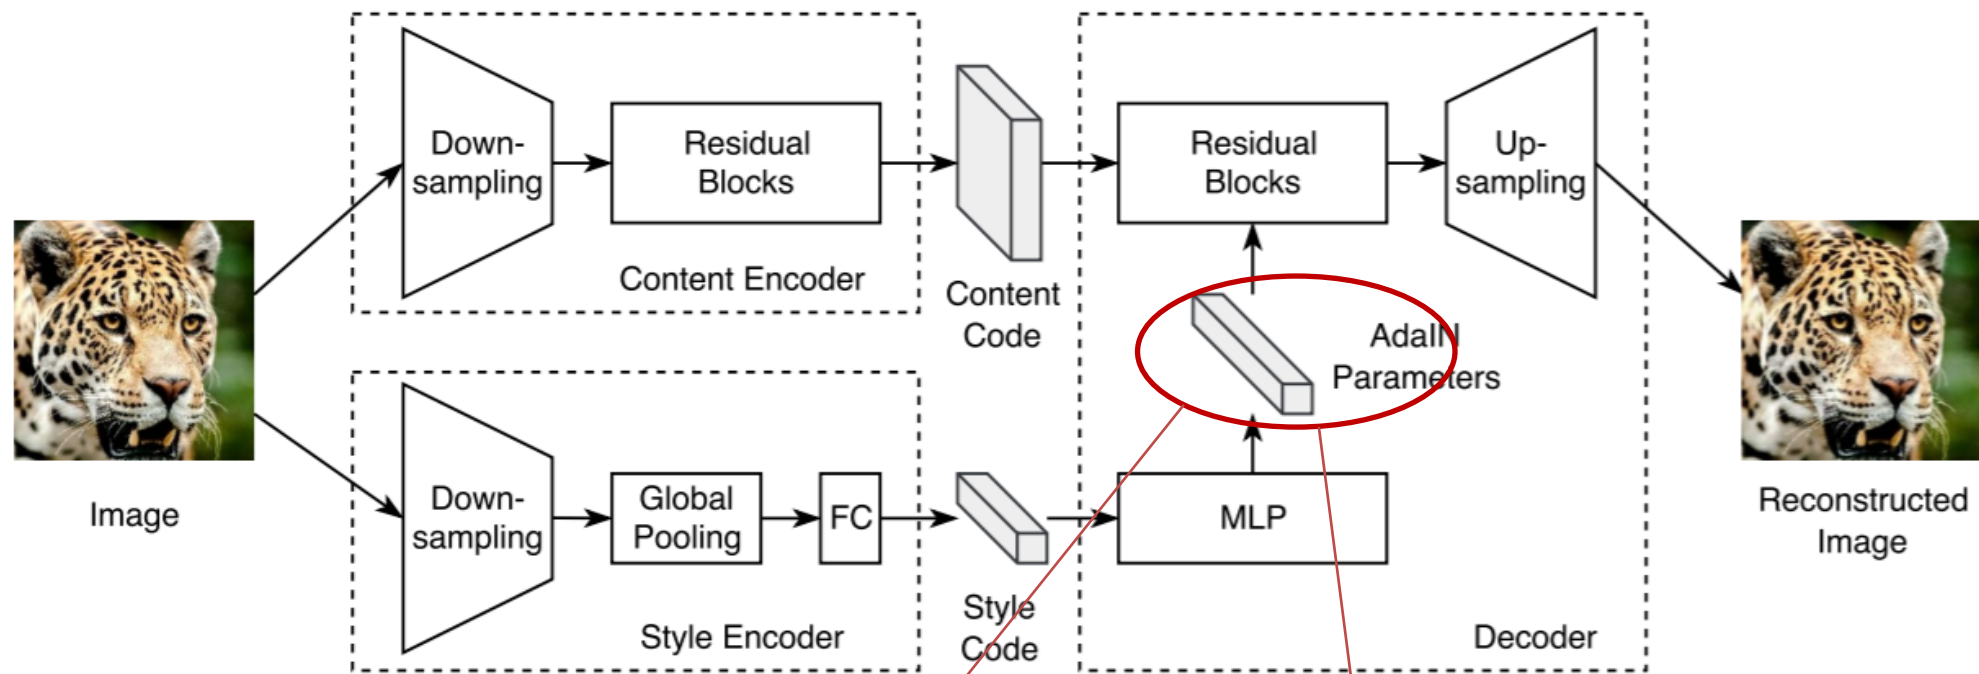 Down-
sampling
Residual
Blocks
Content Encoder
Content
Code
Residual
Blocks
Up-
sampling
AdaIN
Parameters
Image
Down-
sampling
Global
Pooling
FC
Style Encoder
Style
Code
MLP
Decoder
Reconstructed
Image